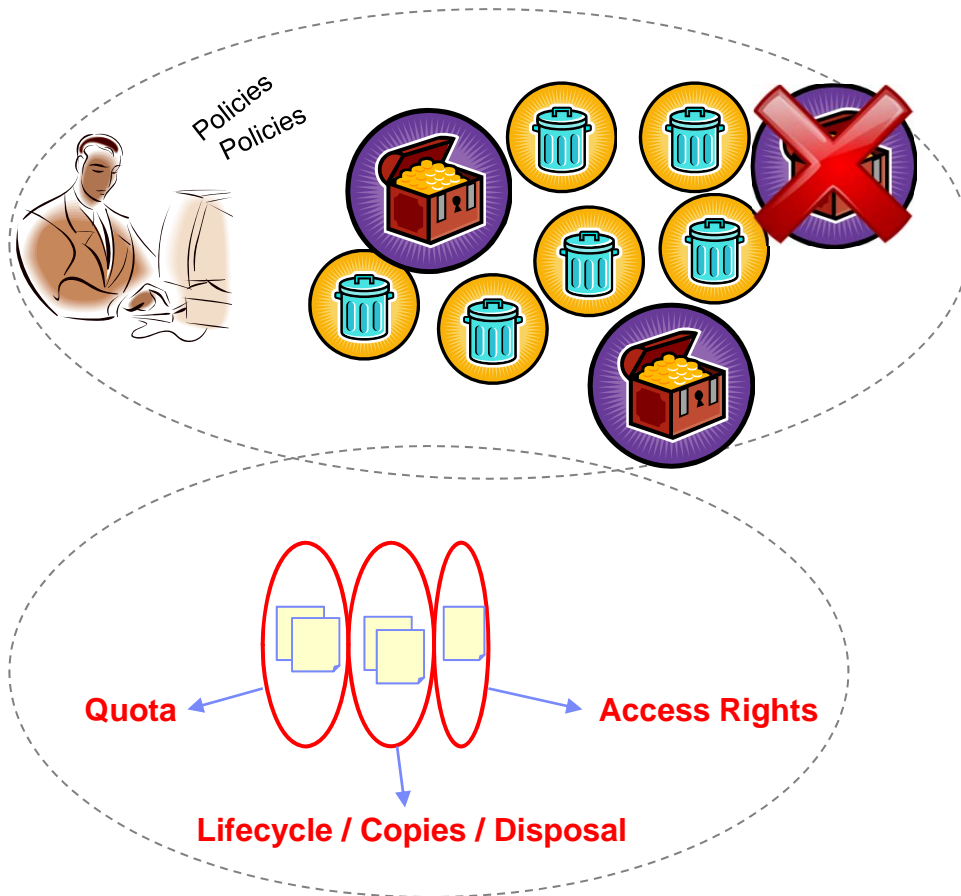 Policies
Policies
Quota
Access Rights
Lifecycle / Copies / Disposal